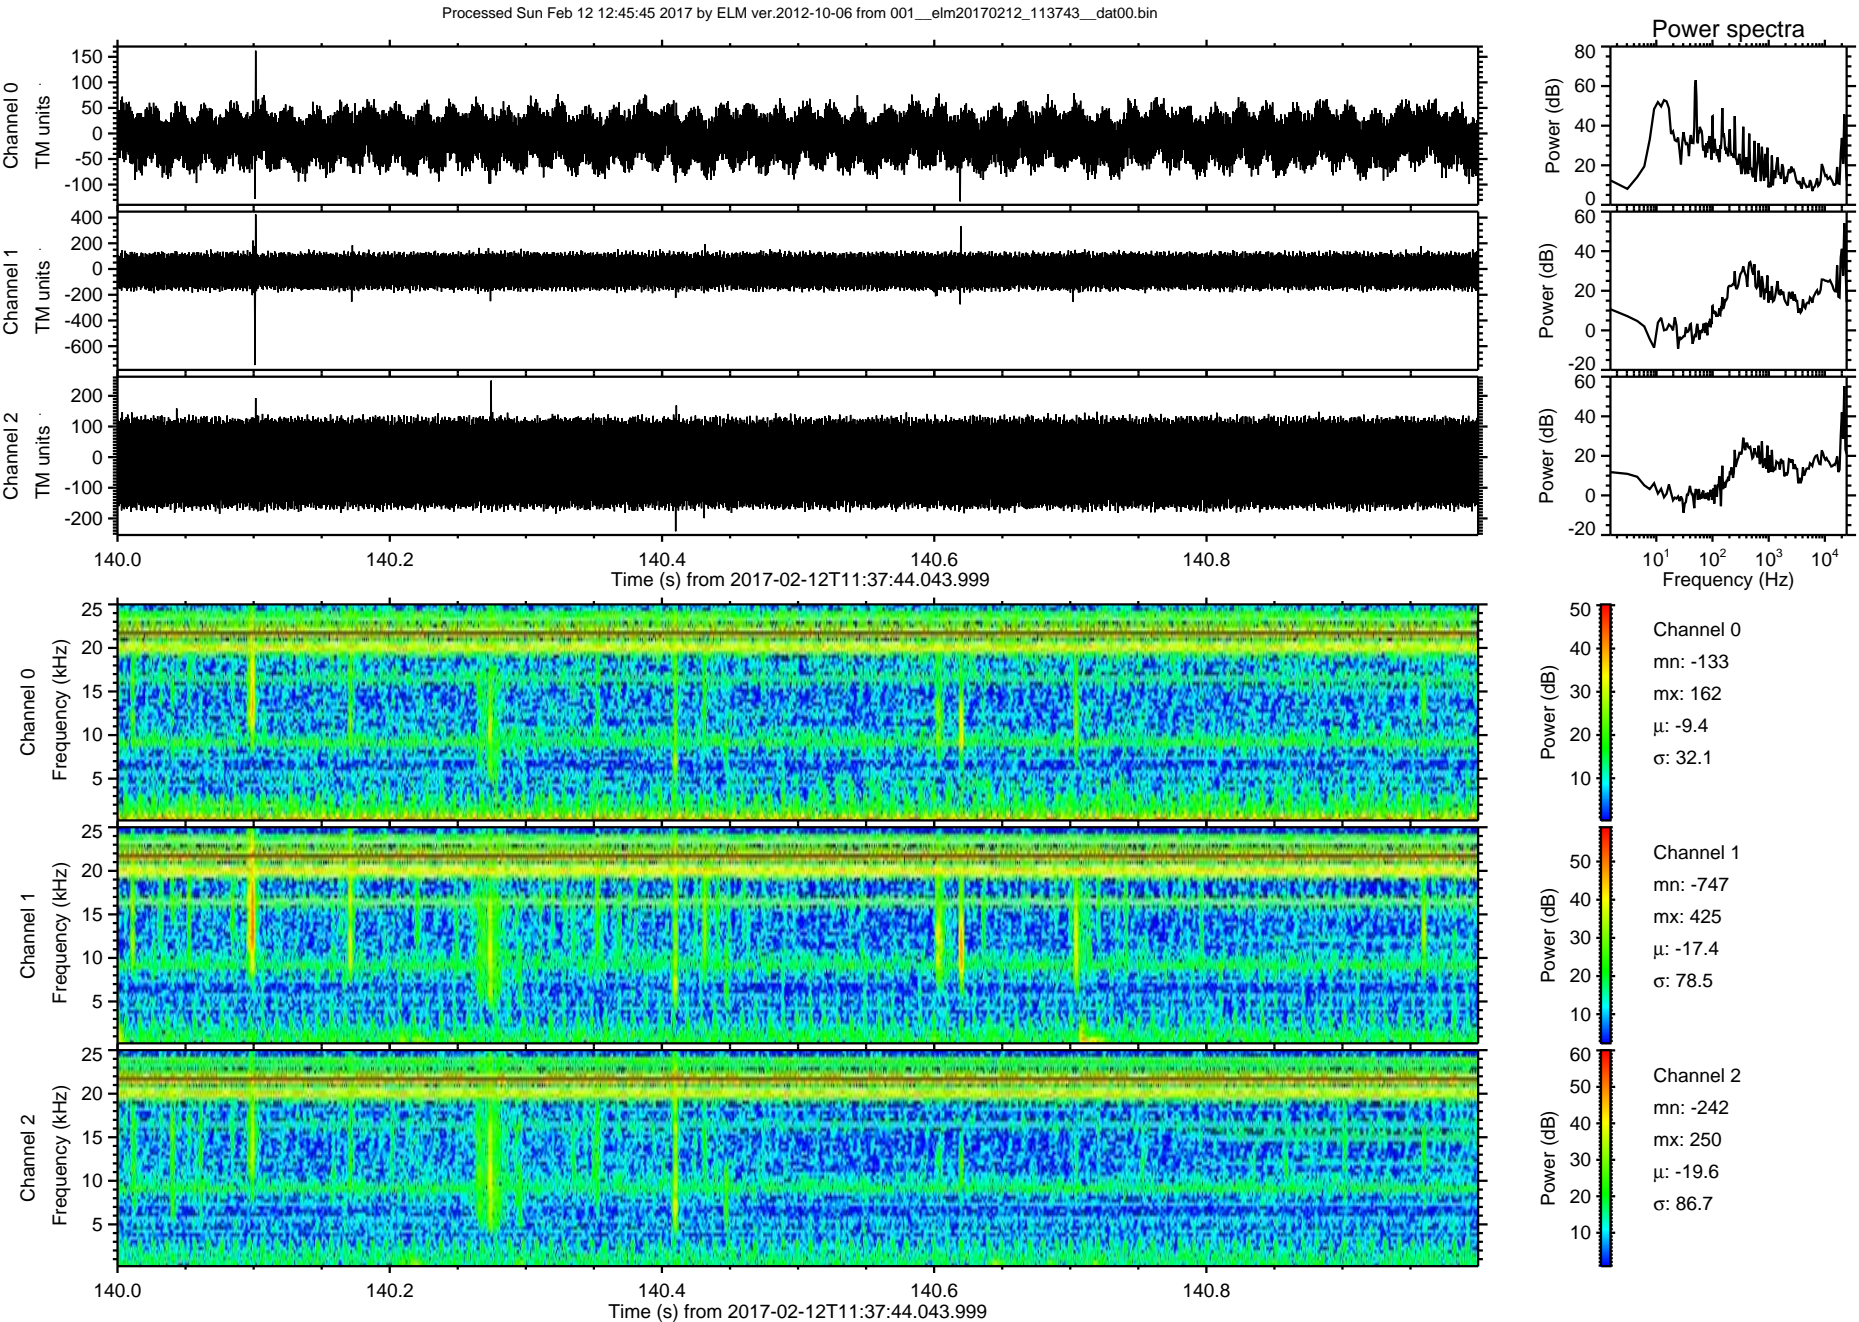 Processed Sun Feb 12 12:45:45 2017 by ELM ver.2012-10-06 from 001__elm20170212_113743__dat00.bin
Power spectra
Channel 0
TM units
150
100
50
0
-50
-100
Power (dB)
80
60
40
20
0
Channel 1
TM units
400
200
0
-200
-400
-600
Power (dB)
60
40
20
0
-20
Channel 2
TM units
200
100
0
-100
-200
Power (dB)
60
40
20
0
-20
140.0 140.2 140.4 140.6 140.8
Time (s) from 2017-02-12T11:37:44.043.999
10^1 10^2 10^3 10^4
Frequency (Hz)
Channel 0
Frequency (kHz)
25
20
15
10
5
Power (dB)
50
40
30
20
10
Channel 0
mn: -133
mx: 162
µ: -9.4
σ: 32.1
Channel 1
Frequency (kHz)
25
20
15
10
5
Power (dB)
50
40
30
20
10
Channel 1
mn: -747
mx: 425
µ: -17.4
σ: 78.5
Channel 2
Frequency (kHz)
25
20
15
10
5
Power (dB)
60
50
40
30
20
10
Channel 2
mn: -242
mx: 250
µ: -19.6
σ: 86.7
140.0 140.2 140.4 140.6 140.8
Time (s) from 2017-02-12T11:37:44.043.999